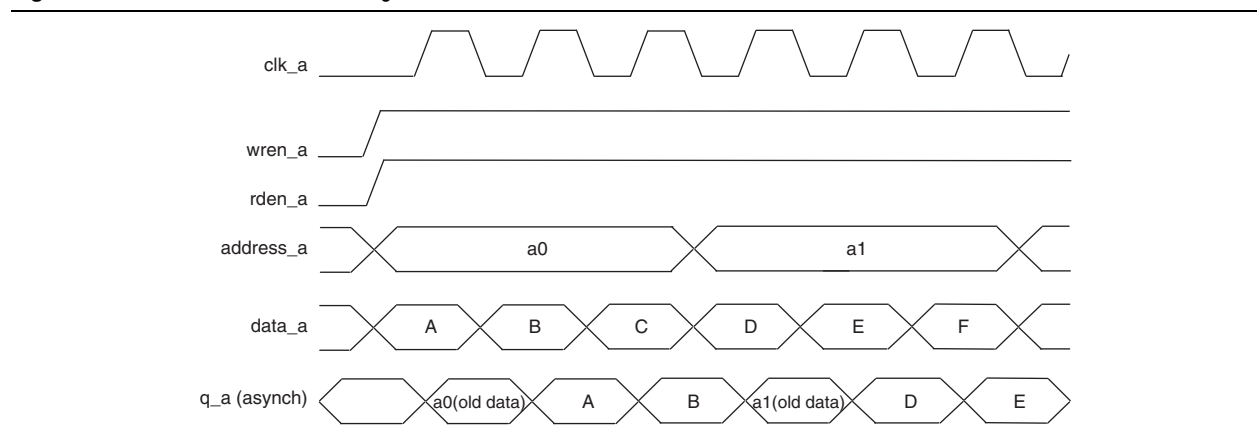 clk_a
wren_a
rden_a
address_a a0 a1
data_a A B C D E F
q_a (asynch) a0(old data) A B a1(old data) D E